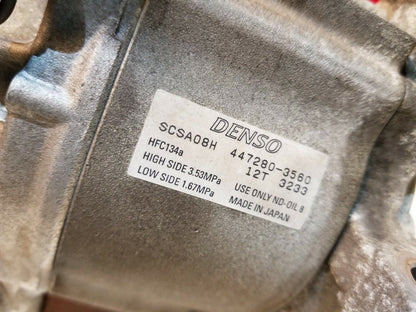 DENSO
SCSA08H 447280-3560
HFC134a 12T 3233
HIGH SIDE 3.53MPa USE ONLY ND-OIL 8
LOW SIDE 1.67MPa MADE IN JAPAN